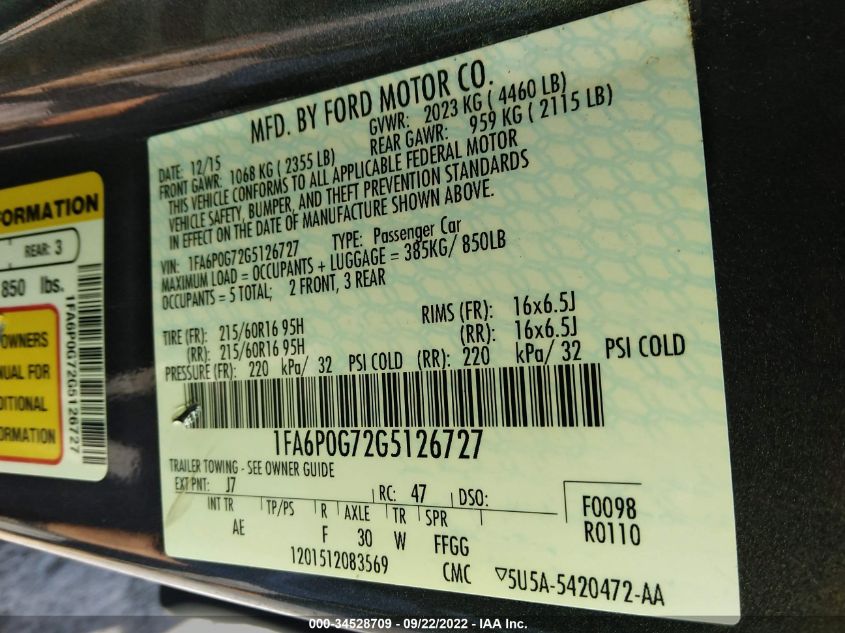 MFD. BY FORD MOTOR CO.
DATE: 12/15 GVWR: 2023 KG ( 4460 LB)
FRONT GAWR: 1068 KG ( 2355 LB) REAR GAWR: 959 KG ( 2115 LB)
THIS VEHICLE CONFORMS TO ALL APPLICABLE FEDERAL MOTOR
VEHICLE SAFETY, BUMPER, AND THEFT PREVENTION STANDARDS
IN EFFECT ON THE DATE OF MANUFACTURE SHOWN ABOVE.
VIN: 1FA6P0G72G5126727 TYPE: Passenger Car
MAXIMUM LOAD = OCCUPANTS + LUGGAGE = 385KG/ 850LB
OCCUPANTS = 5 TOTAL; 2 FRONT, 3 REAR
TIRE (FR): 215/60R16 95H RIMS (FR): 16x6.5J
(RR): 215/60R16 95H (RR): 16x6.5J
PRESSURE (FR): 220 kPa/ 32 PSI COLD (RR): 220 kPa/ 32 PSI COLD
1FA6P0G72G5126727
TRAILER TOWING - SEE OWNER GUIDE
EXT PNT: J7 RC: 47 DSO:
INT TR TP/PS R AXLE TR SPR
AE F 30 W FFGG
F0098
R0110
1201512083569 CMC 5U5A-5420472-AA
FORMATION
REAR: 3
850 lbs.
1FA6P0G72G5126727
OWNERS
NUAL FOR
DITIONAL
ORMATION
000 - 34528709 - 09/22/2022 - IAA Inc.